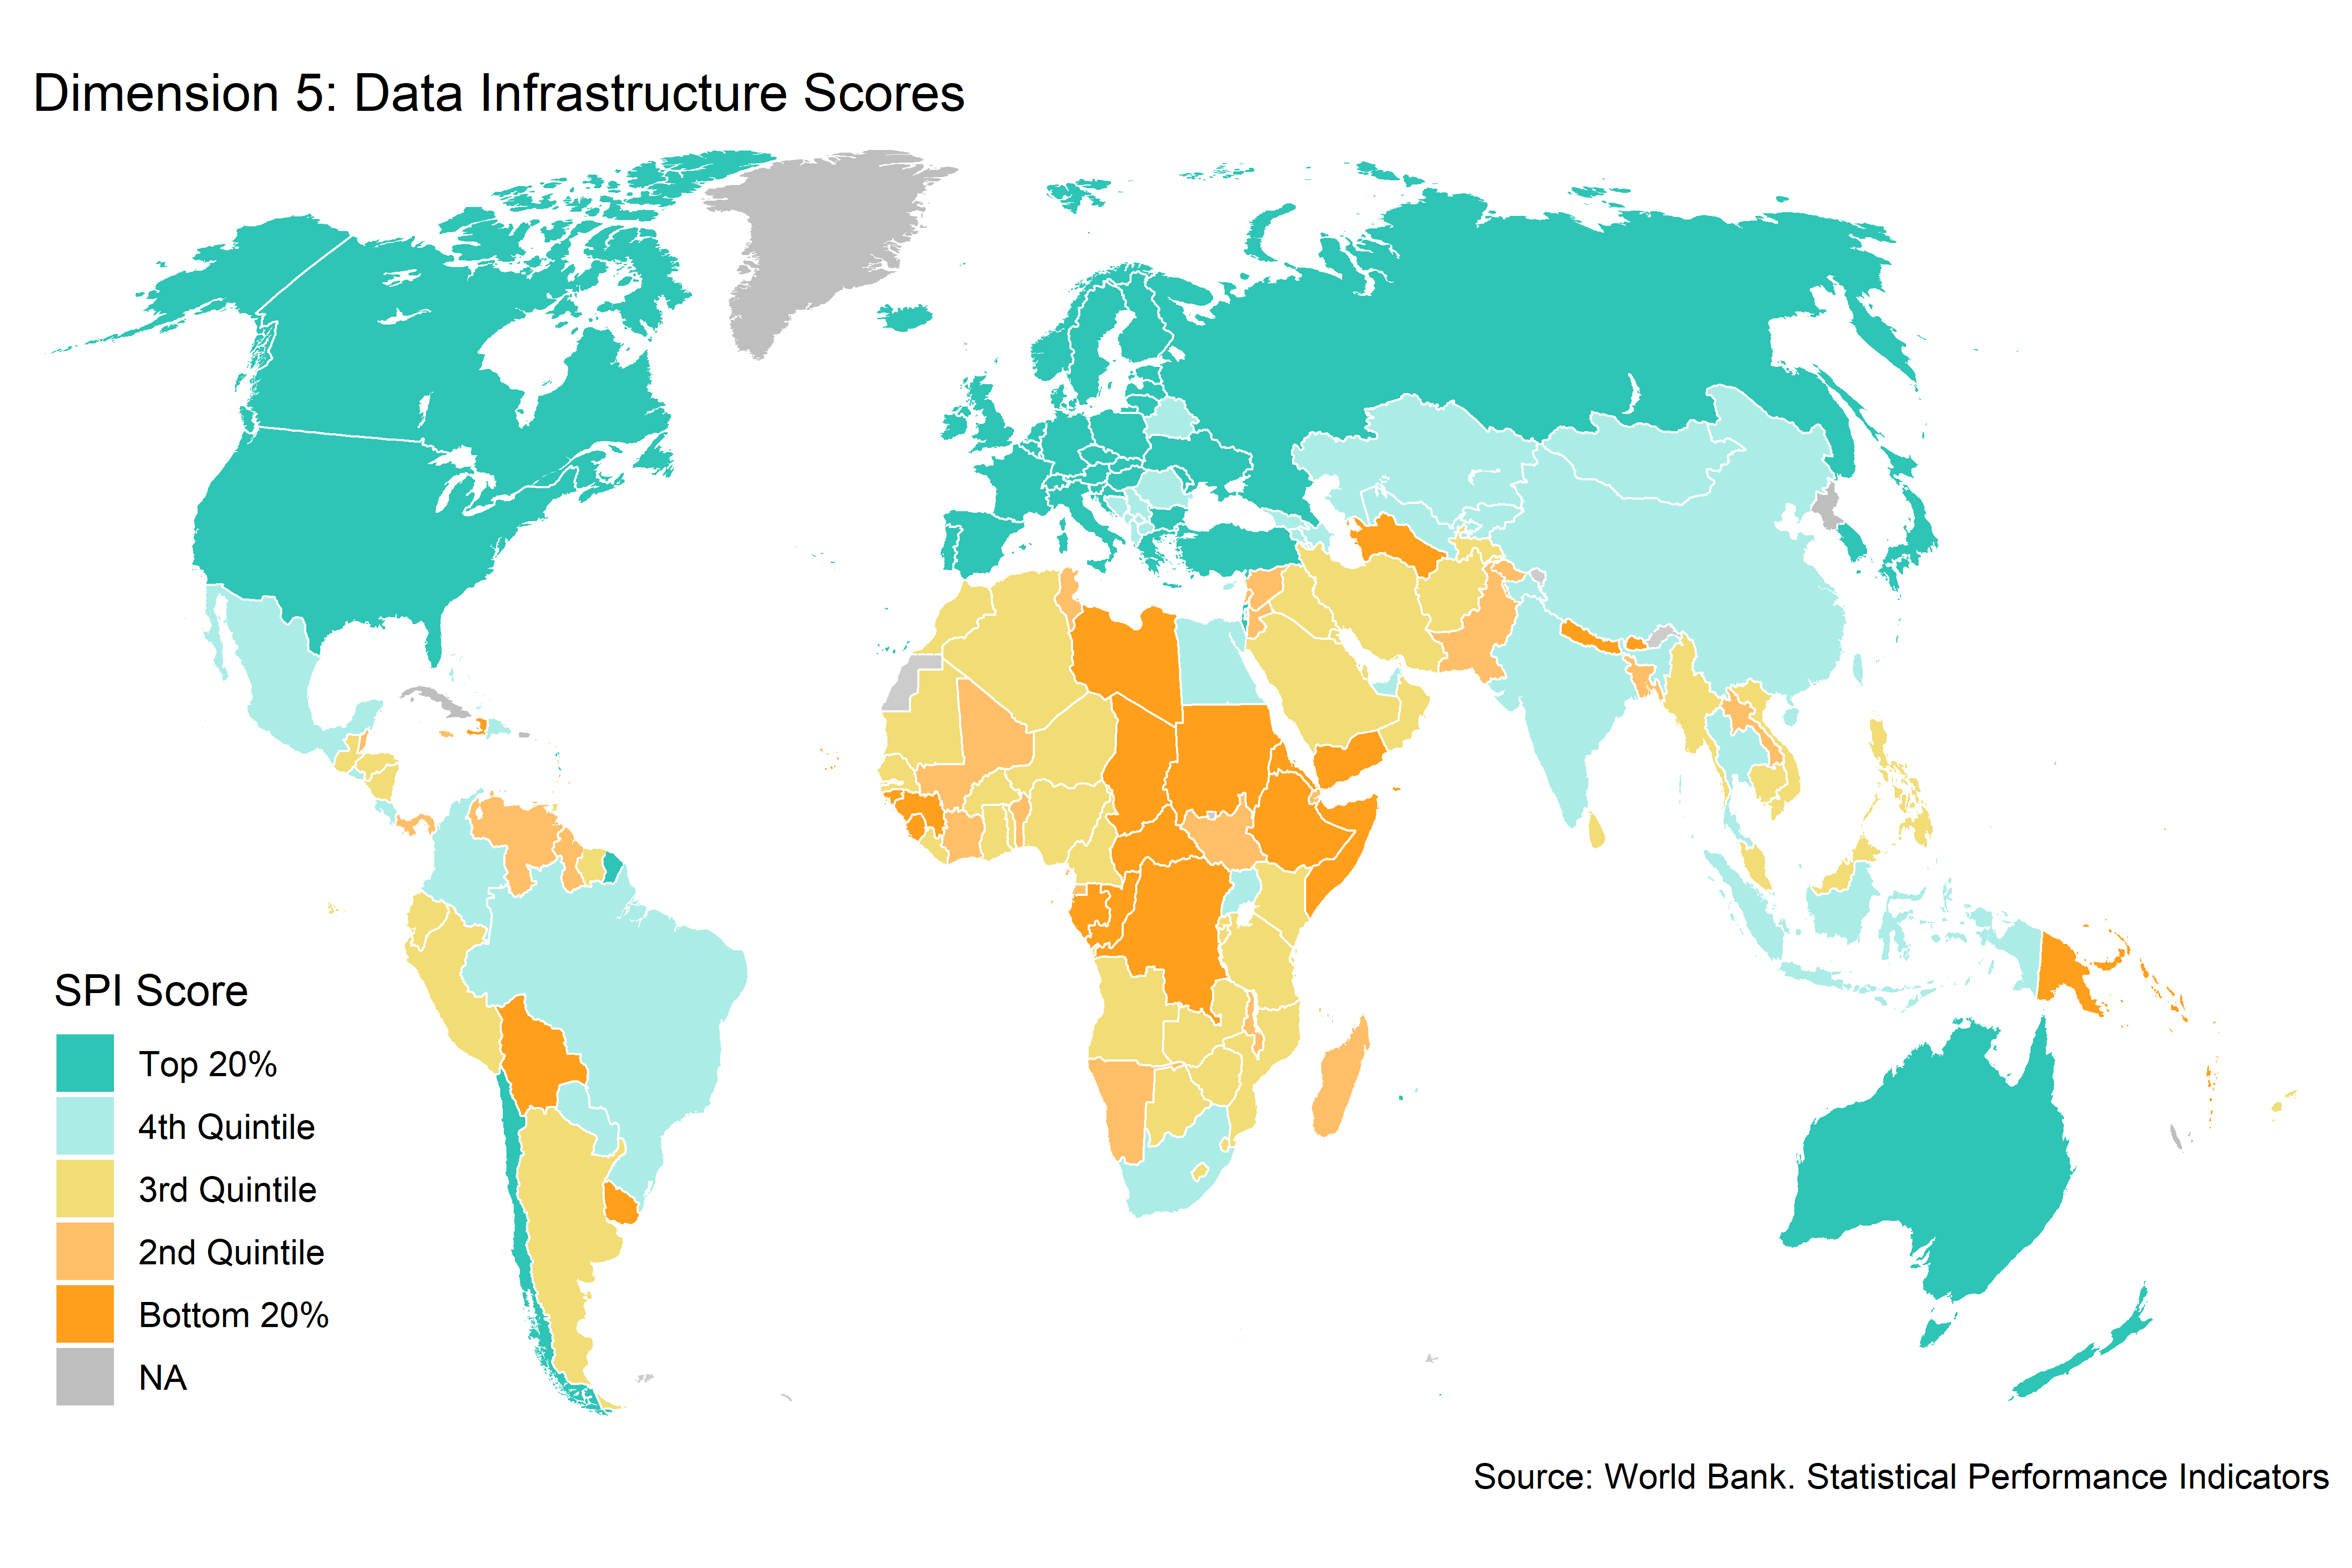 Dimension 5: Data Infrastructure Scores
SPI Score
Top 20%
4th Quintile
3rd Quintile
2nd Quintile
Bottom 20%
NA
Source: World Bank. Statistical Performance Indicators